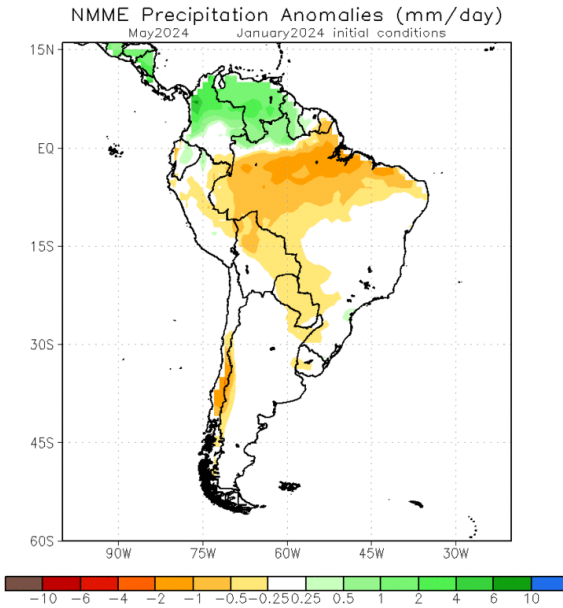 NMME Precipitation Anomalies (mm/day)
May2024 January2024 initial conditions
15N
EQ
15S
30S
45S
60S
90W 75W 60W 45W 30W
-10 -6 -4 -2 -1 -0.5-0.25 0.25 0.5 1 2 4 6 10